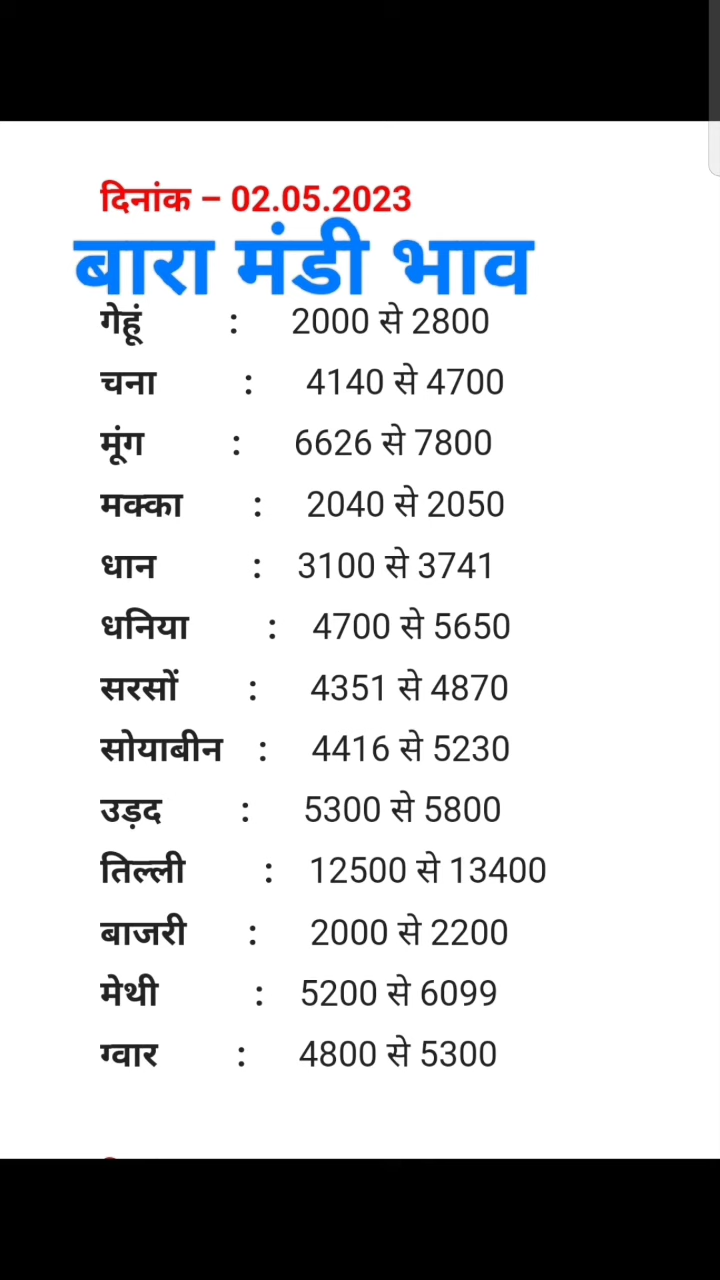 दिनांक – 02.05.2023
बारा मंडी भाव
गेहूं : 2000 से 2800
चना : 4140 से 4700
मूंग : 6626 से 7800
मक्का : 2040 से 2050
धान : 3100 से 3741
धनिया : 4700 से 5650
सरसों : 4351 से 4870
सोयाबीन : 4416 से 5230
उड़द : 5300 से 5800
तिल्ली : 12500 से 13400
बाजरी : 2000 से 2200
मेथी : 5200 से 6099
ग्वार : 4800 से 5300